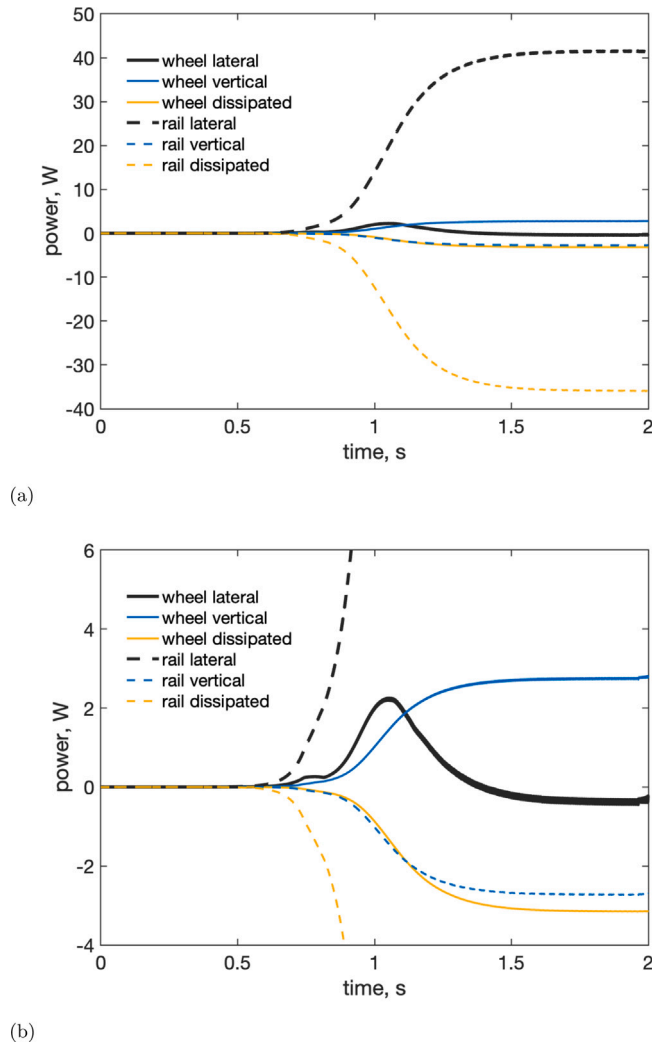 50
40
30
20
10
0
-10
-20
-30
-40
power, W
wheel lateral
wheel vertical
wheel dissipated
rail lateral
rail vertical
rail dissipated
0 0.5 1 1.5 2
time, s
(a)
6
4
2
0
-2
-4
power, W
wheel lateral
wheel vertical
wheel dissipated
rail lateral
rail vertical
rail dissipated
0 0.5 1 1.5 2
time, s
(b)